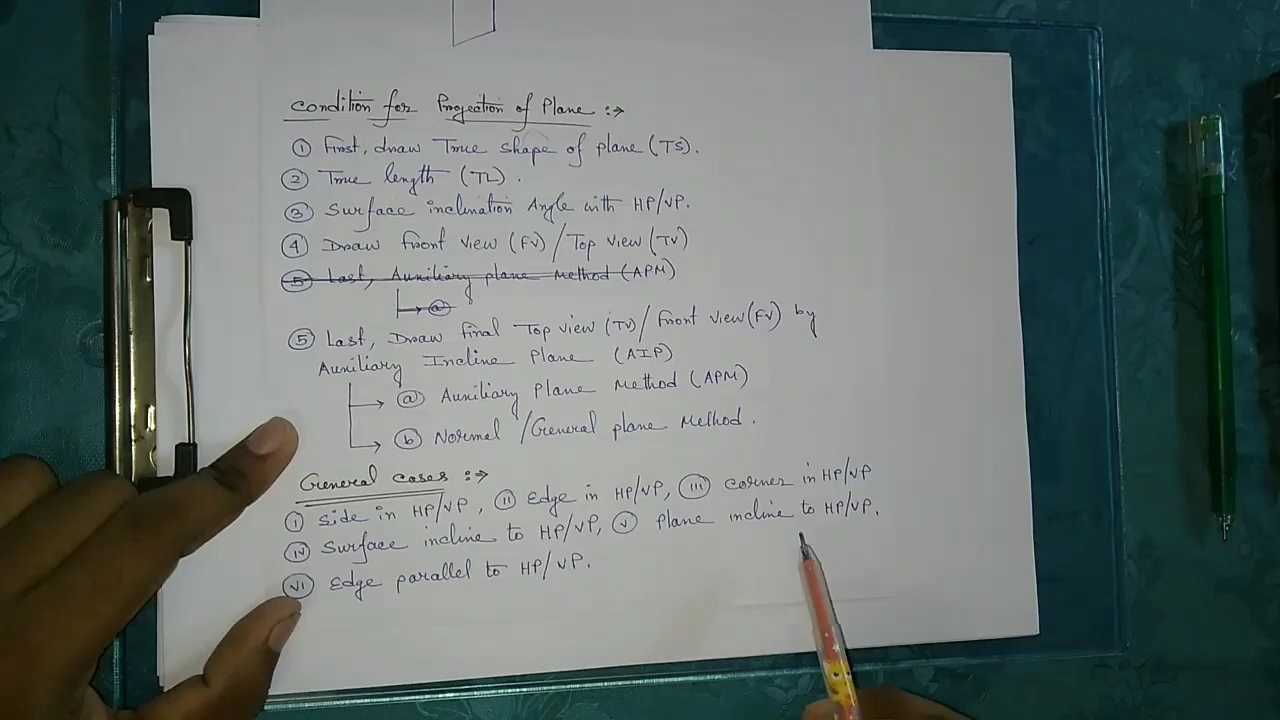 Condition for Projection of Plane :→
① First, draw True shape of plane (TS).
② True length (TL).
③ Surface inclination Angle with HP/VP.
④ Draw Front view (FV) / Top view (TV)
⑤ Last, Auxiliary plane Method (APM)
→ ⓐ
⑤ Last, Draw final Top view (TV) / Front view (FV) by
Auxiliary Incline Plane (AIP)
→ ⓐ Auxiliary Plane Method (APM)
→ ⓑ Normal / General plane Method.
General cases :→
Ⓘ Side in HP/VP, (II) Edge in HP/VP, (III) corner in HP/VP
(IV) Surface incline to HP/VP, (V) Plane incline to HP/VP.
(VI) Edge parallel to HP/VP.